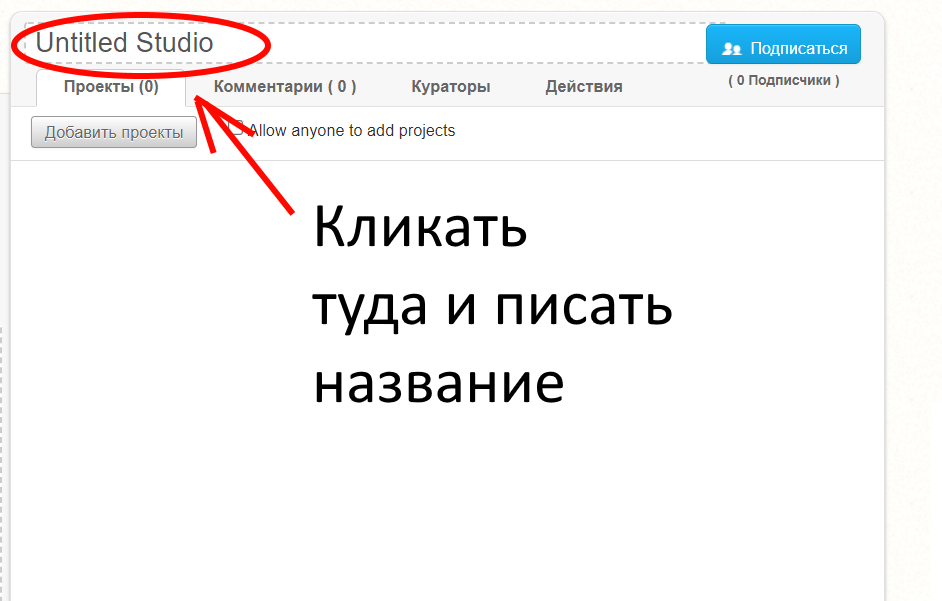 Untitled Studio
Подписаться
( 0 Подписчики )
Проекты (0) Комментарии ( 0 ) Кураторы Действия
Добавить проекты Allow anyone to add projects
Кликать
туда и писать
название